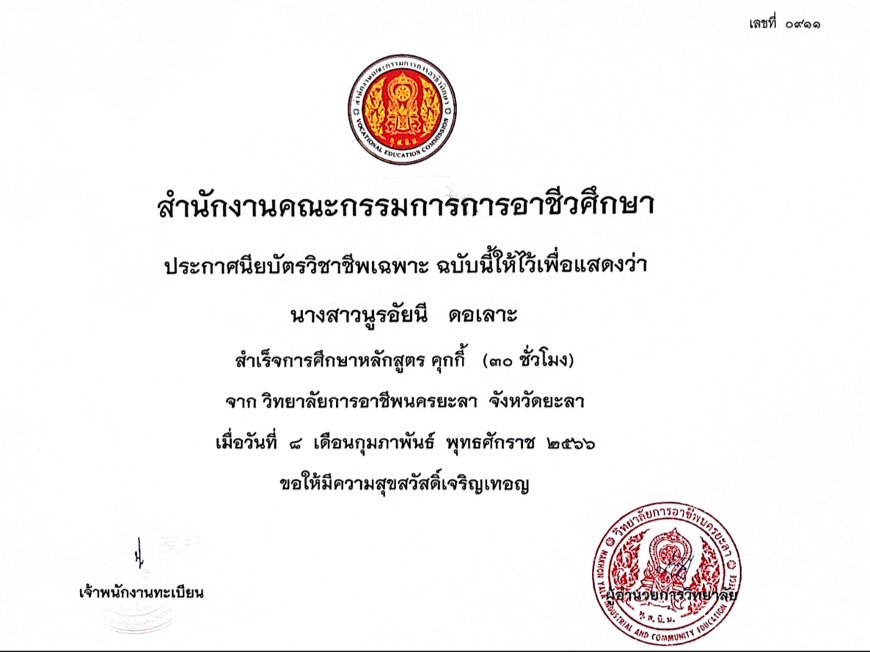 เลขที่ ๐๙๑๑
สำนักงานคณะกรรมการการอาชีวศึกษา
VOCATIONAL EDUCATION COMMISSION
สำนักงานคณะกรรมการการอาชีวศึกษา
ประกาศนียบัตรวิชาชีพเฉพาะ ฉบับนี้ให้ไว้เพื่อแสดงว่า
นางสาวนูรอัยนี ดอเลาะ
สำเร็จการศึกษาหลักสูตร คุกกี้ (๓๐ ชั่วโมง)
จาก วิทยาลัยการอาชีพนครยะลา จังหวัดยะลา
เมื่อวันที่ ๘ เดือนกุมภาพันธ์ พุทธศักราช ๒๕๖๖
ขอให้มีความสุขสวัสดิ์เจริญเทอญ
วิทยาลัยการอาชีพนครยะลา
ทุ. ส. นิ. ม.
INDUSTRIAL AND COMMUNITY EDUCATION
เจ้าพนักงานทะเบียน
ผู้อำนวยการวิทยาลัย